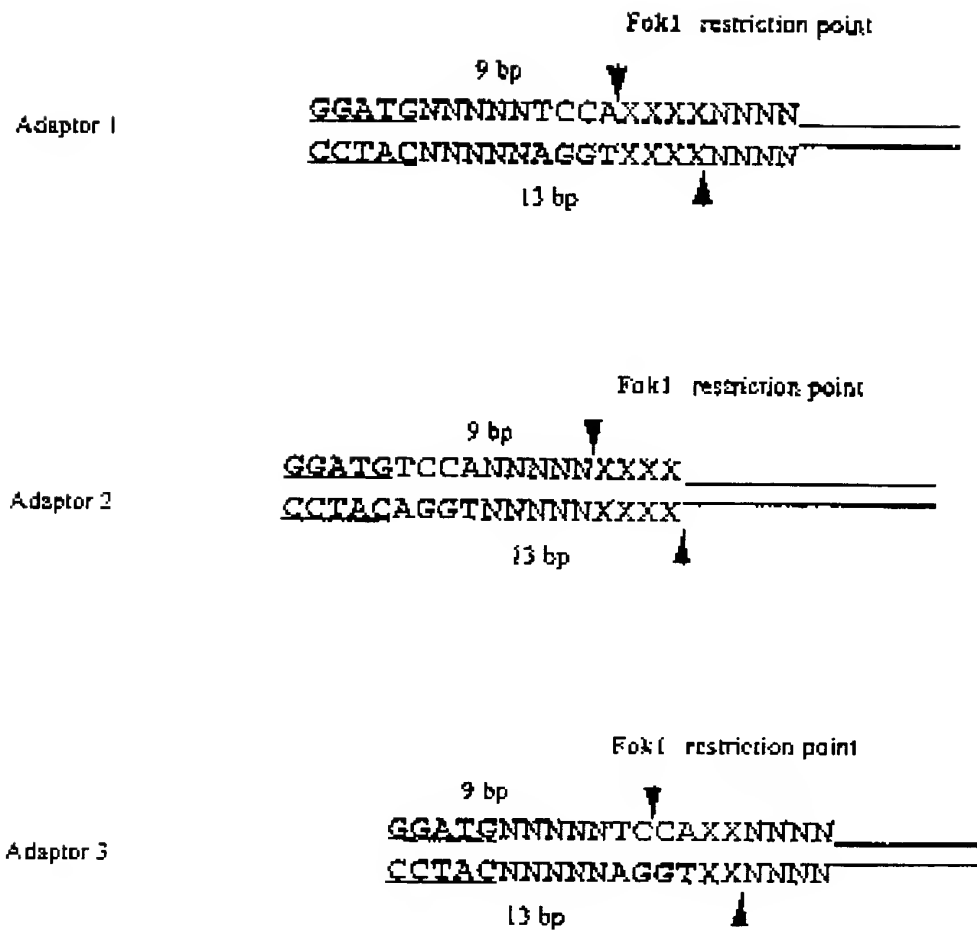 Fok1 restriction point
9 bp
Adaptor 1
GGATGNNNNNTCCAXXXXNNNN
CCTACNNNNNAGGTXXXXNNNN
13 bp
Fok1 restriction point
9 bp
GGATGTCCANNNNNXXXX
Adaptor 2
CCTACAGGTNNNNNXXXX
13 bp
Fok1 restriction point
9 bp
GGATGNNNNNTCCAXXNNNN
Adaptor 3
CCTACNNNNNAGGTXXNNNN
13 bp